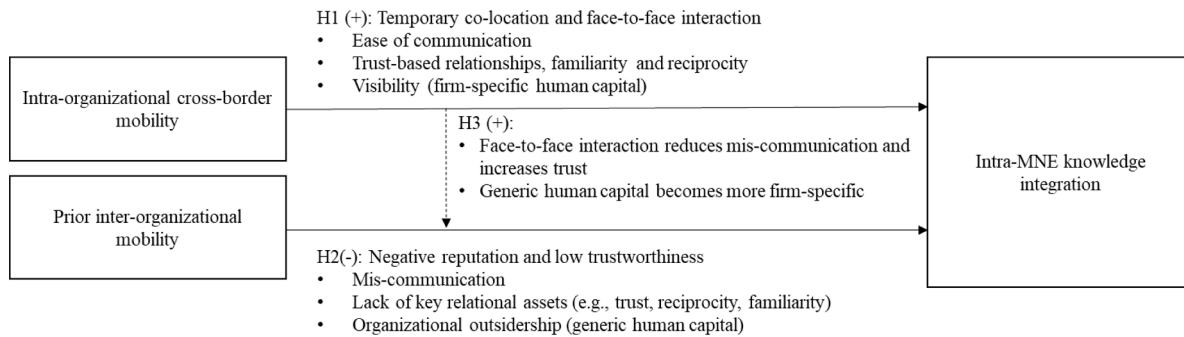 H1 (+): Temporary co-location and face-to-face interaction
• Ease of communication
• Trust-based relationships, familiarity and reciprocity
• Visibility (firm-specific human capital)
Intra-organizational cross-border
mobility
H3 (+):
• Face-to-face interaction reduces mis-communication and
increases trust
• Generic human capital becomes more firm-specific
Intra-MNE knowledge
integration
Prior inter-organizational
mobility
H2(-): Negative reputation and low trustworthiness
• Mis-communication
• Lack of key relational assets (e.g., trust, reciprocity, familiarity)
• Organizational outsidership (generic human capital)